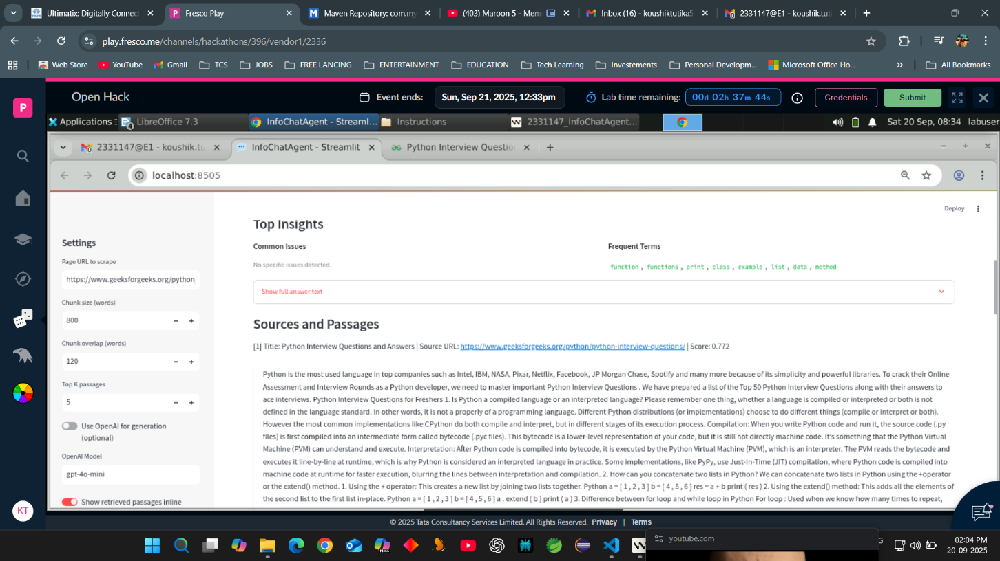 Ultimatix: Digitally Connect
Fresco Play
Maven Repository: com.my
(403) Maroon 5 - Mem
Inbox (16) - koushiktutika5
2331147@E1 - koushik.tut
play.fresco.me/channels/hackathons/396/vendor1/2336
Web Store
YouTube
Gmail
TCS
JOBS
FREE LANCING
ENTERTAINMENT
EDUCATION
Tech Learning
Investements
Personal Developm...
Microsoft Office Ho...
All Bookmarks
Open Hack
Event ends:
Sun, Sep 21, 2025, 12:33pm
Lab time remaining:
00d 02h 37m 44s
Credentials
Submit
Applications
LibreOffice 7.3
InfoChatAgent - Streaml...
Instructions
2331147_InfoChatAgent...
Sat 20 Sep, 08:34 labuser
2331147@E1 - koushik.tu
InfoChatAgent - Streamlit
Python Interview Questio
localhost:8505
Deploy
Settings
Page URL to scrape
https://www.geeksforgeeks.org/python
Chunk size (words)
800
Chunk overlap (words)
120
Top K passages
5
Use OpenAI for generation
(optional)
OpenAI Model
gpt-4o-mini
Show retrieved passages inline
Top Insights
Common Issues
No specific issues detected.
Frequent Terms
function , functions , print , class , example , list , data , method
Show full answer text
Sources and Passages
[1] Title: Python Interview Questions and Answers | Source URL: https://www.geeksforgeeks.org/python/python-interview-questions/ | Score: 0.772
Python is the most used language in top companies such as Intel, IBM, NASA, Pixar, Netflix, Facebook, JP Morgan Chase, Spotify and many more because of its simplicity and powerful libraries. To crack their Online
Assessment and Interview Rounds as a Python developer, we need to master important Python Interview Questions . We have prepared a list of the Top 50 Python Interview Questions along with their answers to
ace interviews. Python Interview Questions for Freshers 1. Is Python a compiled language or an interpreted language? Please remember one thing, whether a language is compiled or interpreted or both is not
defined in the language standard. In other words, it is not a properly of a programming language. Different Python distributions (or implementations) choose to do different things (compile or interpret or both).
However the most common implementations like CPython do both compile and interpret, but in different stages of its execution process. Compilation: When you write Python code and run it, the source code (.py
files) is first compiled into an intermediate form called bytecode (.pyc files). This bytecode is a lower-level representation of your code, but it is still not directly machine code. It's something that the Python Virtual
Machine (PVM) can understand and execute. Interpretation: After Python code is compiled into bytecode, it is executed by the Python Virtual Machine (PVM), which is an interpreter. The PVM reads the bytecode and
executes it line-by-line at runtime, which is why Python is considered an interpreted language in practice. Some implementations, like PyPy, use Just-In-Time (JIT) compilation, where Python code is compiled into
machine code at runtime for faster execution, blurring the lines between interpretation and compilation. 2. How can you concatenate two lists in Python? We can concatenate two lists in Python using the +operator
or the extend() method. 1. Using the + operator: This creates a new list by joining two lists together. Python a = [ 1 , 2 , 3 ] b = [ 4 , 5 , 6 ] res = a + b print ( res ) 2. Using the extend() method: This adds all the elements of
the second list to the first list in-place. Python a = [ 1 , 2 , 3 ] b = [ 4 , 5 , 6 ] a . extend ( b ) print ( a ) 3. Difference between for loop and while loop in Python For loop : Used when we know how many times to repeat,
KT
© 2025 Tata Consultancy Services Limited. All Rights Reserved. Privacy | Terms
youtube.com
02:04 PM
20-09-2025